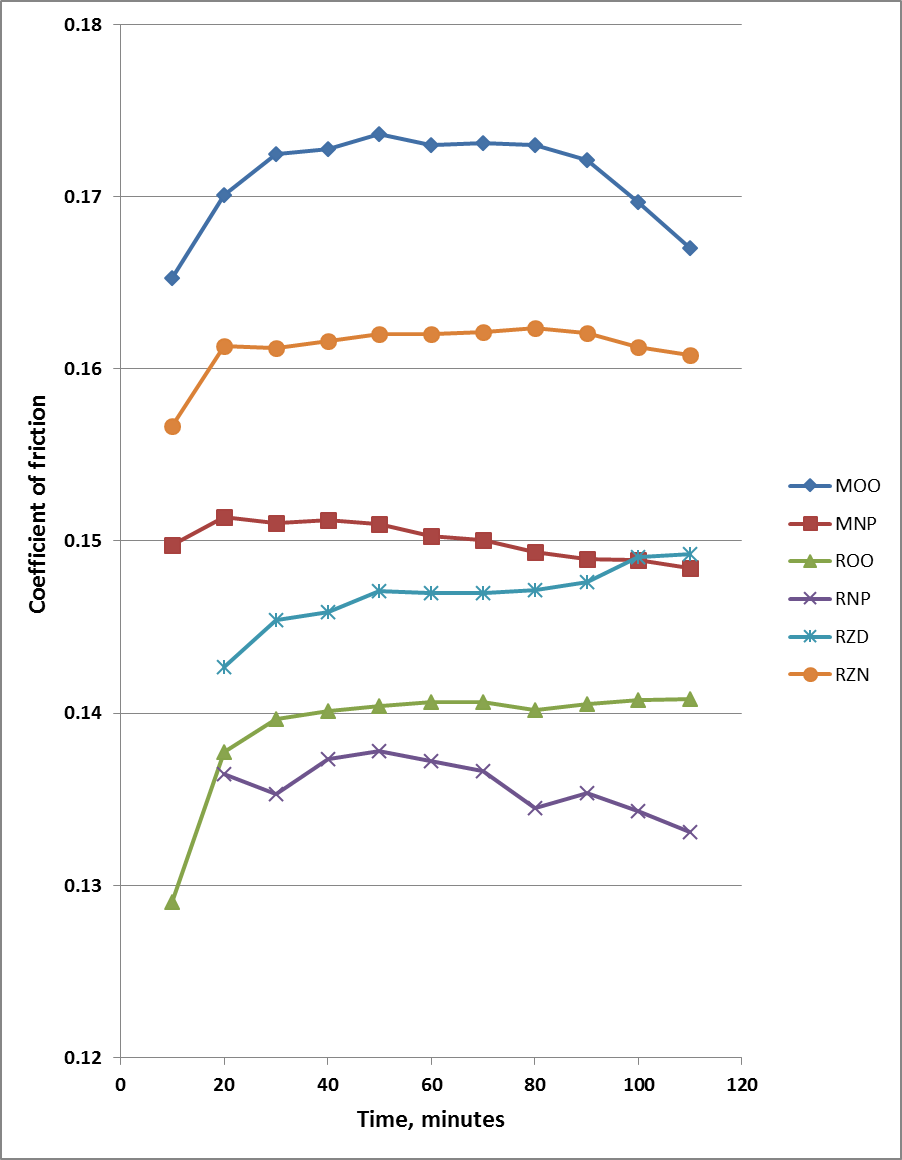 0.18
0.17
0.16
0.15
0.14
0.13
0.12
0 20 40 60 80 100 120
Coefficient of friction
Time, minutes
MOO
MNP
ROO
RNP
RZD
RZN